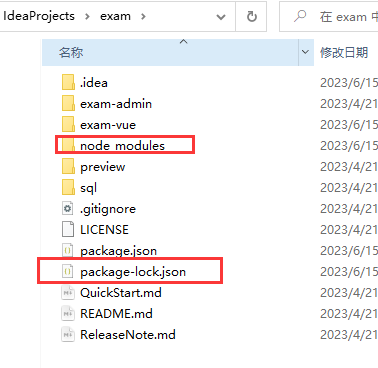 IdeaProjects > exam >
在 exam 中
名称 修改日期
.idea 2023/6/15
exam-admin 2023/4/21
exam-vue 2023/6/15
node_modules 2023/6/15
preview 2023/4/21
sql 2023/4/21
.gitignore 2023/4/21
LICENSE 2023/4/21
package.json 2023/6/15
package-lock.json 2023/6/15
QuickStart.md 2023/4/21
README.md 2023/4/21
ReleaseNote.md 2023/4/21